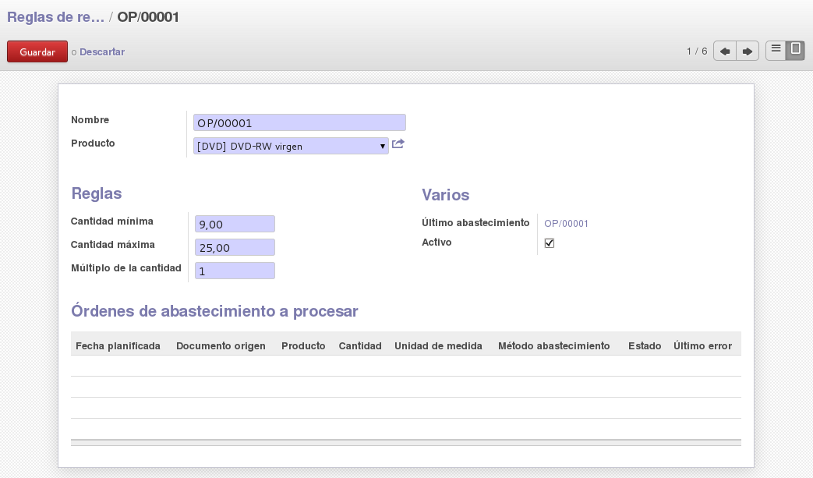 Reglas de re... / OP/00001
Guardar o Descartar
1 / 6
Nombre OP/00001
Producto [DVD] DVD-RW virgen
Reglas
Cantidad mínima 9,00
Cantidad máxima 25,00
Múltiplo de la cantidad 1
Varios
Último abastecimiento OP/00001
Activo
Órdenes de abastecimiento a procesar
Fecha planificada Documento origen Producto Cantidad Unidad de medida Método abastecimiento Estado Último error